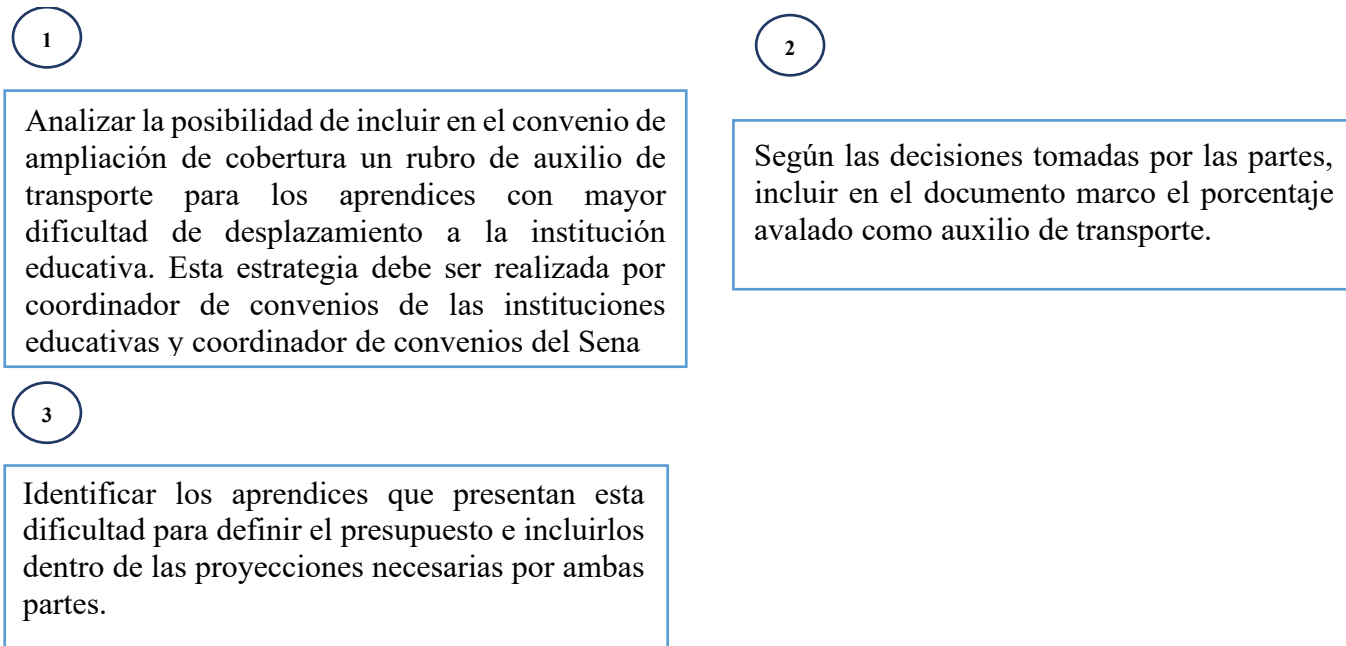 1
Analizar la posibilidad de incluir en el convenio de
ampliación de cobertura un rubro de auxilio de
transporte para los aprendices con mayor
dificultad de desplazamiento a la institución
educativa. Esta estrategia debe ser realizada por
coordinador de convenios de las instituciones
educativas y coordinador de convenios del Sena
2
Según las decisiones tomadas por las partes,
incluir en el documento marco el porcentaje
avalado como auxilio de transporte.
3
Identificar los aprendices que presentan esta
dificultad para definir el presupuesto e incluirlos
dentro de las proyecciones necesarias por ambas
partes.